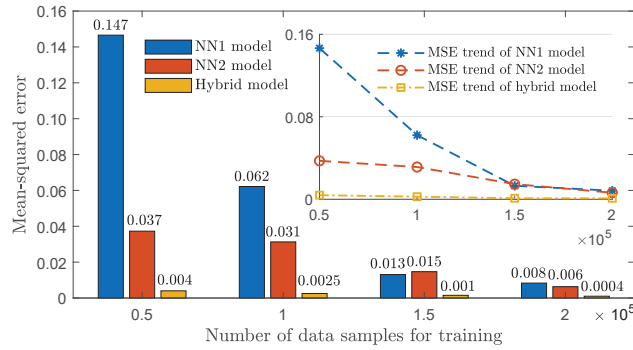 0.16
0.14
0.12
0.10
0.08
0.06
0.04
0.02
0
Mean-squared error
0.147
0.037
0.004
0.062
0.031
0.0025
0.013
0.015
0.001
0.008
0.006
0.0004
NN1 model
NN2 model
Hybrid model
0.16
0.08
0
MSE trend of NN1 model
MSE trend of NN2 model
MSE trend of hybrid model
0.5 1 1.5 2
×10⁵
0.5 1 1.5 2 × 10⁵
Number of data samples for training